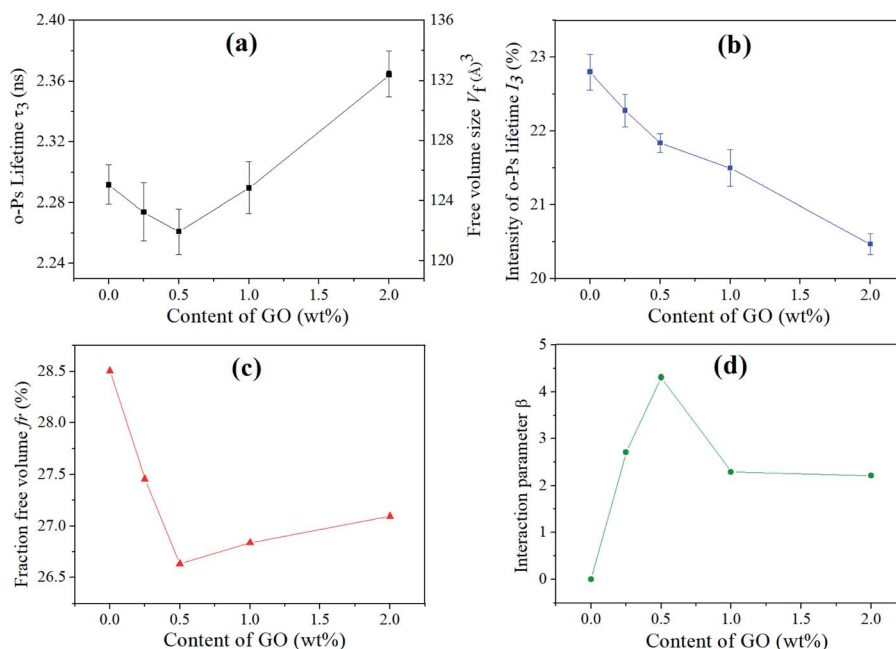 (a)
o-Ps Lifetime τ3 (ns)
2.40
2.36
2.32
2.28
2.24
136
132
128
124
120
Free volume size Vf (Å)3
0.0 0.5 1.0 1.5 2.0
Content of GO (wt%)
(b)
Intensity of o-Ps lifetime I3 (%)
23
22
21
20
0.0 0.5 1.0 1.5 2.0
Content of GO (wt%)
(c)
Fraction free volume fr (%)
28.5
28.0
27.5
27.0
26.5
0.0 0.5 1.0 1.5 2.0
Content of GO (wt%)
(d)
Interaction parameter β
5
4
3
2
1
0
0.0 0.5 1.0 1.5 2.0
Content of GO (wt%)